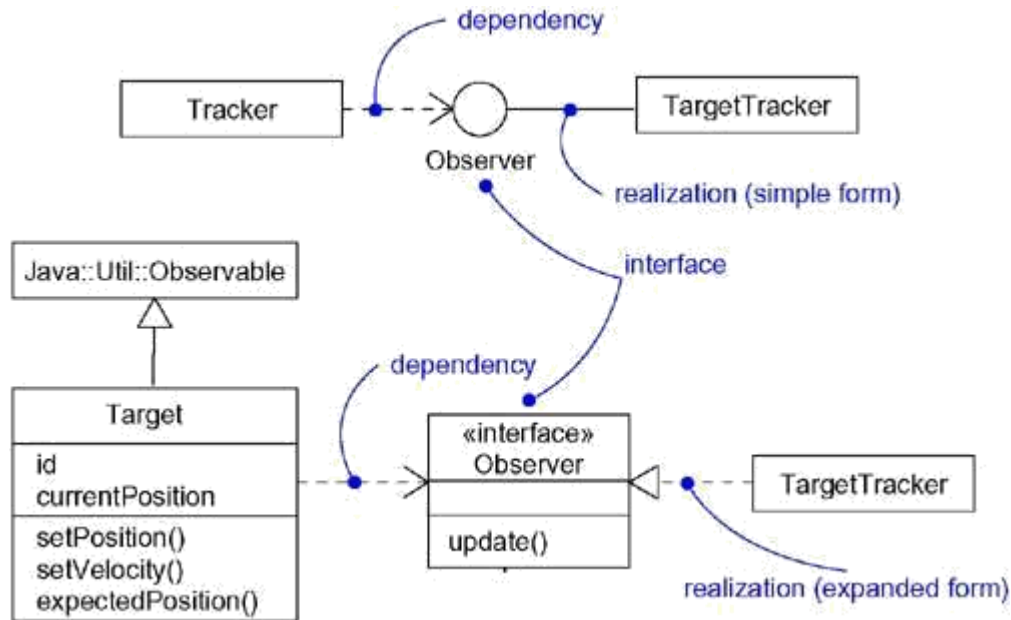 dependency
Tracker
TargetTracker
Observer
realization (simple form)
Java::Util::Observable
interface
dependency
Target
id
currentPosition
setPosition()
setVelocity()
expectedPosition()
«interface»
Observer
update()
TargetTracker
realization (expanded form)